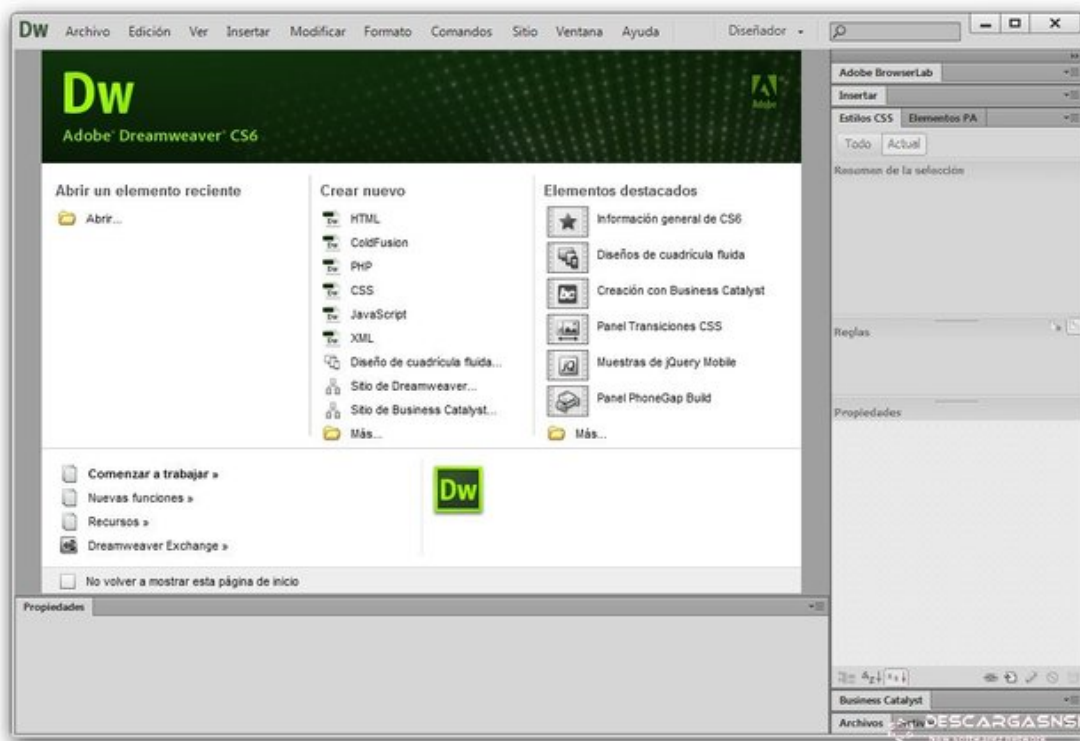 Dw Archivo Edición Ver Insertar Modificar Formato Comandos Sitio Ventana Ayuda Diseñador
Dw
Adobe® Dreamweaver® CS6
Adobe
Abrir un elemento reciente
Abrir...
Crear nuevo
HTML
ColdFusion
PHP
CSS
JavaScript
XML
Diseño de cuadrícula fluida...
Sitio de Dreamweaver...
Sitio de Business Catalyst...
Más...
Elementos destacados
Información general de CS6
Diseños de cuadrícula fluida
Creación con Business Catalyst
Panel Transiciones CSS
Muestras de jQuery Mobile
Panel PhoneGap Build
Más...
Comenzar a trabajar »
Nuevas funciones »
Recursos »
Dreamweaver Exchange »
Dw
No volver a mostrar esta página de inicio
Propiedades
Adobe BrowserLab
Insertar
Estilos CSS Elementos PA
Todo Actual
Resumen de la selección
Reglas
Propiedades
Business Catalyst
Archivos
DESCARGASNS